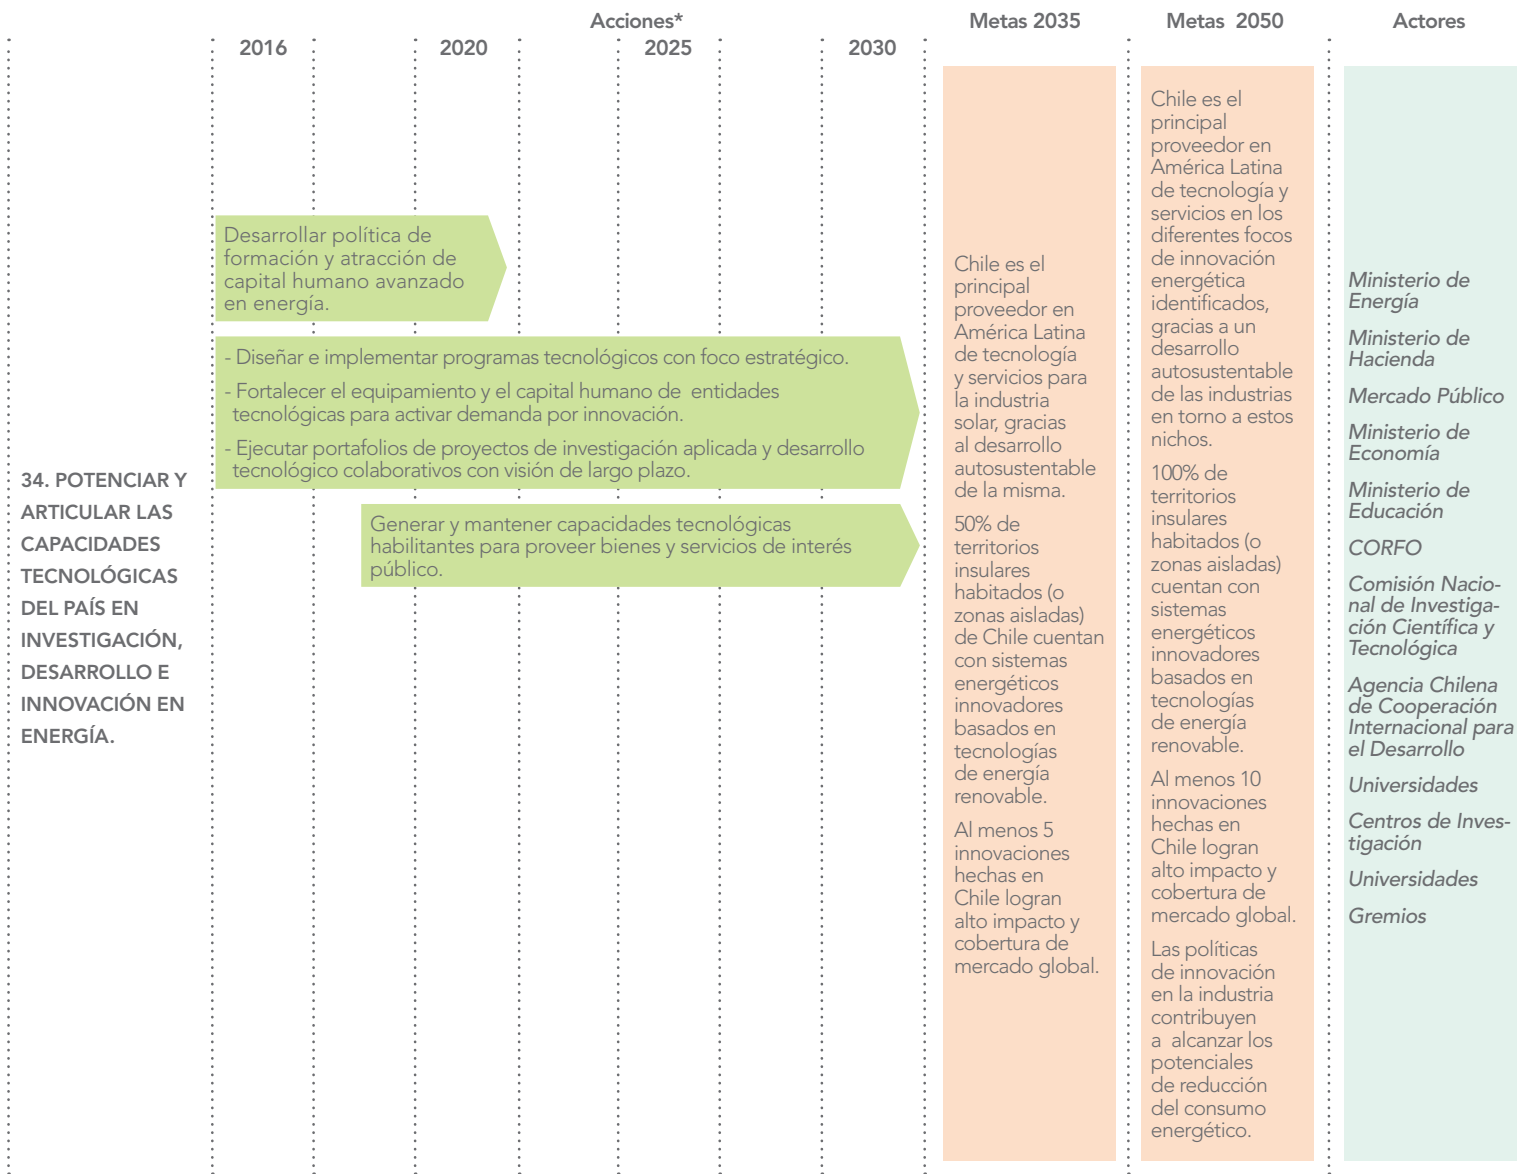 Acciones*
Metas 2035
Metas 2050
Actores
2016
2020
2025
2030
34. POTENCIAR Y
ARTICULAR LAS
CAPACIDADES
TECNOLÓGICAS
DEL PAÍS EN
INVESTIGACIÓN,
DESARROLLO E
INNOVACIÓN EN
ENERGÍA.
Desarrollar política de
formación y atracción de
capital humano avanzado
en energía.
- Diseñar e implementar programas tecnológicos con foco estratégico.
- Fortalecer el equipamiento y el capital humano de entidades
tecnológicas para activar demanda por innovación.
- Ejecutar portafolios de proyectos de investigación aplicada y desarrollo
tecnológico colaborativos con visión de largo plazo.
Generar y mantener capacidades tecnológicas
habilitantes para proveer bienes y servicios de interés
público.
Chile es el
principal
proveedor en
América Latina
de tecnología
y servicios para
la industria
solar, gracias
al desarrollo
autosustentable
de la misma.
50% de
territorios
insulares
habitados (o
zonas aisladas)
de Chile cuentan
con sistemas
energéticos
innovadores
basados en
tecnologías
de energía
renovable.
Al menos 5
innovaciones
hechas en
Chile logran
alto impacto y
cobertura de
mercado global.
Chile es el
principal
proveedor en
América Latina
de tecnología y
servicios en los
diferentes focos
de innovación
energética
identificados,
gracias a un
desarrollo
autosustentable
de las industrias
en torno a estos
nichos.
100% de
territorios
insulares
habitados (o
zonas aisladas)
cuentan con
sistemas
energéticos
innovadores
basados en
tecnologías
de energía
renovable.
Al menos 10
innovaciones
hechas en
Chile logran
alto impacto y
cobertura de
mercado global.
Las políticas
de innovación
en la industria
contribuyen
a alcanzar los
potenciales
de reducción
del consumo
energético.
Ministerio de
Energía
Ministerio de
Hacienda
Mercado Público
Ministerio de
Economía
Ministerio de
Educación
CORFO
Comisión Nacio-
nal de Investiga-
ción Científica y
Tecnológica
Agencia Chilena
de Cooperación
Internacional para
el Desarrollo
Universidades
Centros de Inves-
tigación
Universidades
Gremios